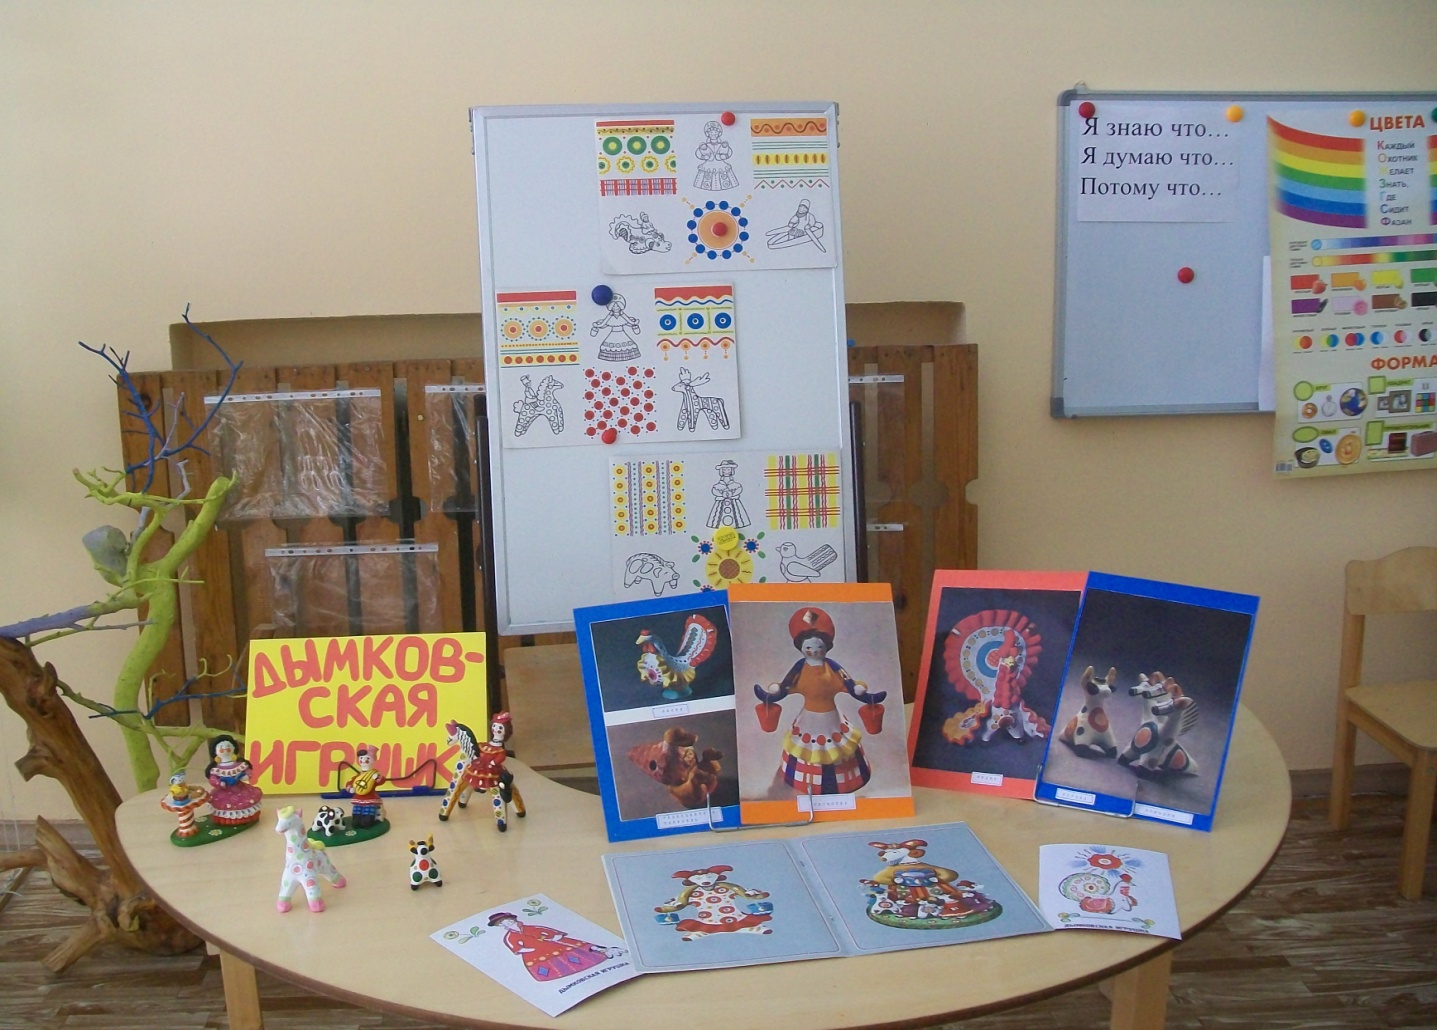 Я знаю что...
Я думаю что...
Потому что...
ЦВЕТА
КАЖДЫЙ
ОХОТНИК
ЖЕЛАЕТ
ЗНАТЬ,
ГДЕ
СИДИТ
ФАЗАН
ФОРМА
ДЫМКОВ-
СКАЯ
ИГРУШК
ДЫМКОВСКАЯ ИГРУШКА
ДЫМКОВСКАЯ ИГРУШКА